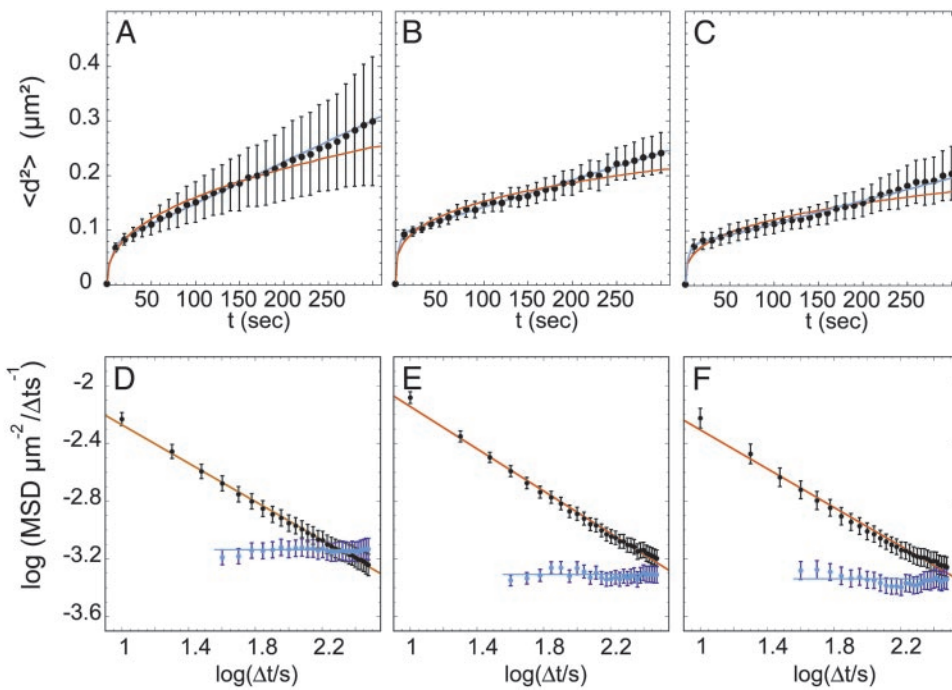 A
B
C
<d²> (μm²)
0.4
0.3
0.2
0.1
0
50 100 150 200 250
50 100 150 200 250
50 100 150 200 250
t (sec)
t (sec)
t (sec)
D
E
F
log (MSD μm⁻²/Δts⁻¹)
-2
-2.4
-2.8
-3.2
-3.6
1 1.4 1.8 2.2
1 1.4 1.8 2.2
1 1.4 1.8 2.2
log(Δt/s)
log(Δt/s)
log(Δt/s)